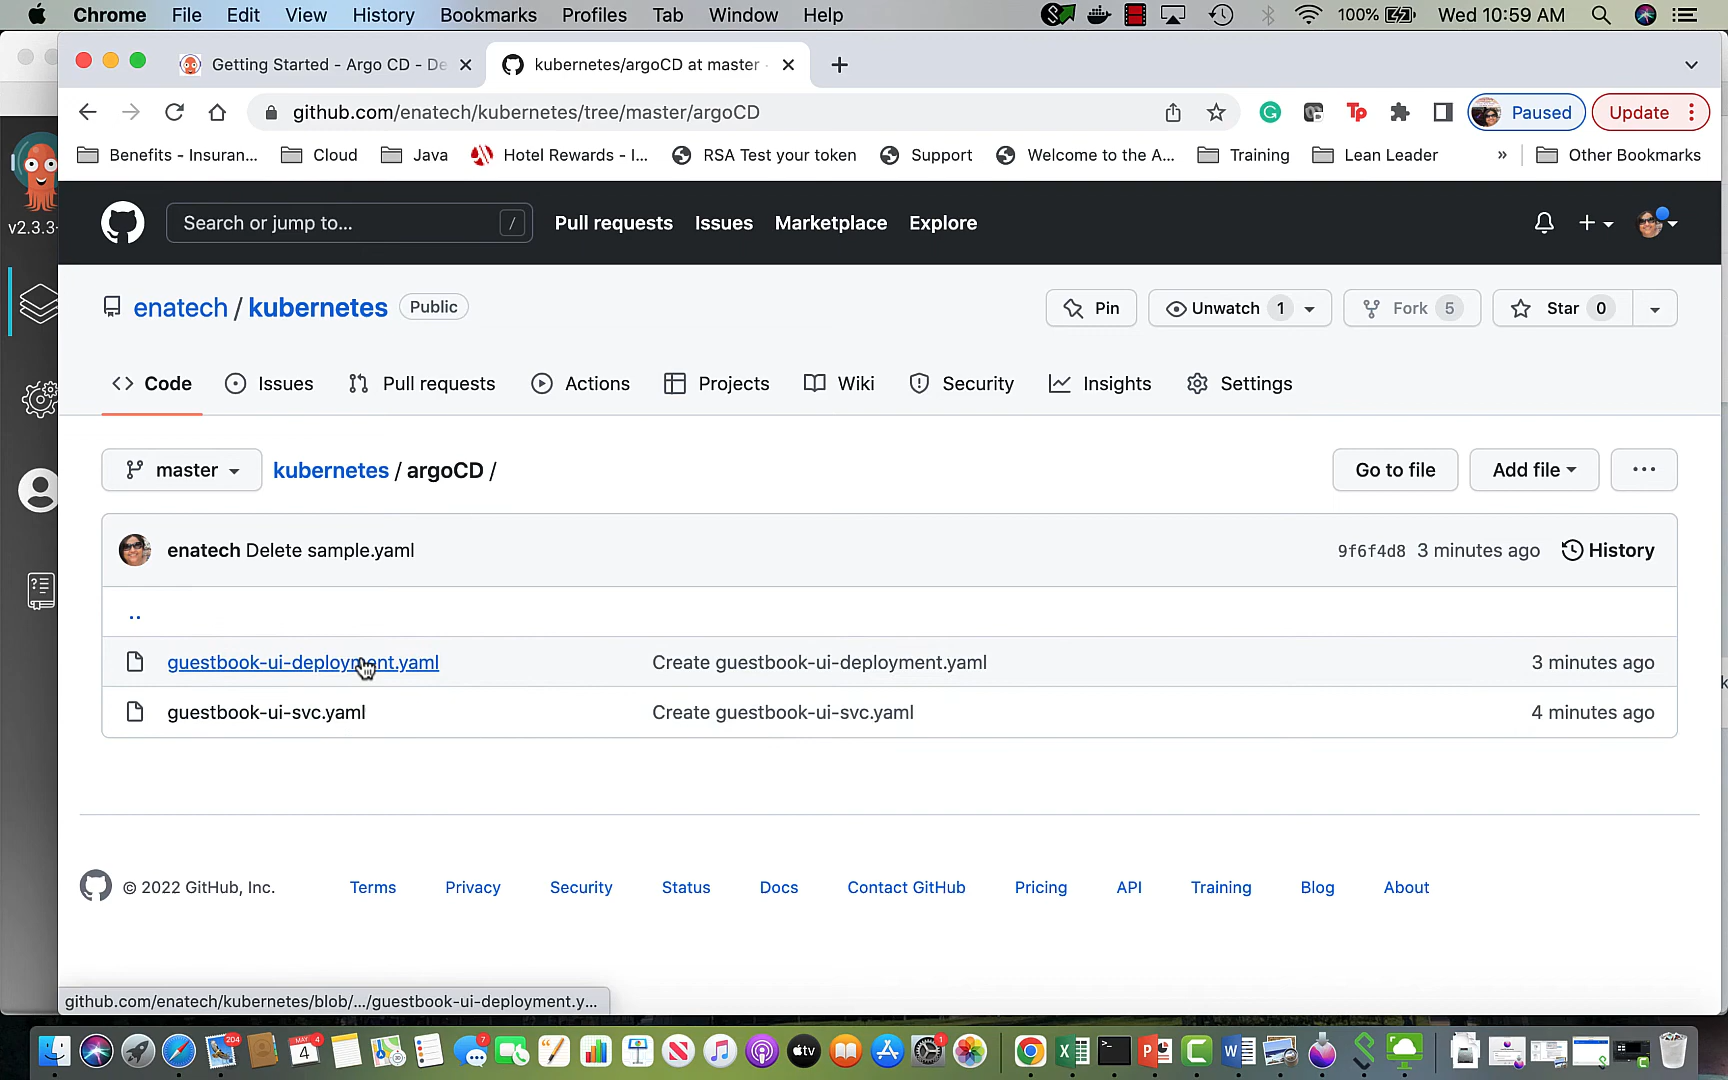 Chrome File Edit View History Bookmarks Profiles Tab Window Help 100% Wed 10:59 AM
Getting Started - Argo CD - De
kubernetes/argoCD at master -
github.com/enatech/kubernetes/tree/master/argoCD
Paused
Update
Benefits - Insuran...
Cloud
Java
Hotel Rewards - I...
RSA Test your token
Support
Welcome to the A...
Training
Lean Leader
»
Other Bookmarks
v2.3.3
Search or jump to... /
Pull requests Issues Marketplace Explore
enatech / kubernetes Public
Pin
Unwatch 1
Fork 5
Star 0
Code Issues Pull requests Actions Projects Wiki Security Insights Settings
master
kubernetes / argoCD /
Go to file
Add file
...
enatech Delete sample.yaml 9f6f4d8 3 minutes ago History
..
guestbook-ui-deployment.yaml Create guestbook-ui-deployment.yaml 3 minutes ago
guestbook-ui-svc.yaml Create guestbook-ui-svc.yaml 4 minutes ago
© 2022 GitHub, Inc. Terms Privacy Security Status Docs Contact GitHub Pricing API Training Blog About
github.com/enatech/kubernetes/blob/.../guestbook-ui-deployment.y...
204
MAY
4
4
7
tv
1